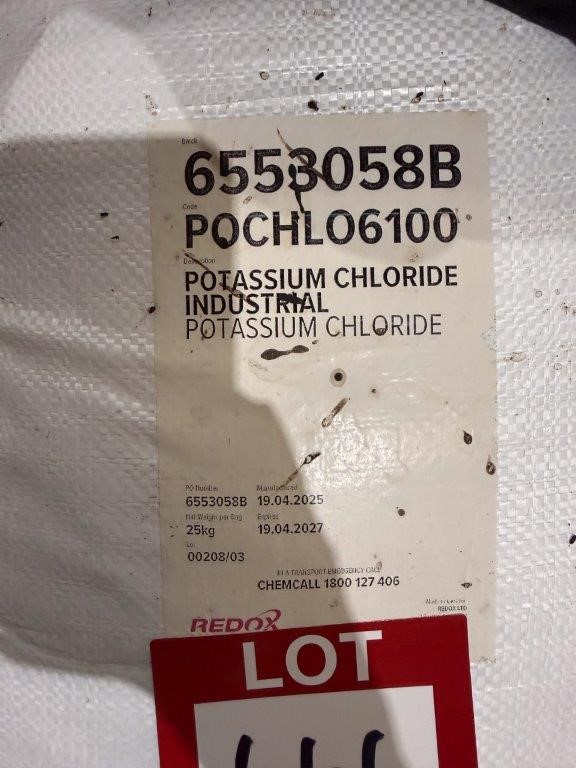 Batch
6553058B
Code
POCHLO6100
Description
POTASSIUM CHLORIDE
INDUSTRIAL
POTASSIUM CHLORIDE
PO Number Manufactured
6553058B 19.04.2025
Net Weight per Bag Expires
25kg 19.04.2027
Lot
00208/03
IN A TRANSPORT EMERGENCY CALL
CHEMCALL 1800 127 406
REDOX LTD
REDOX
LOT